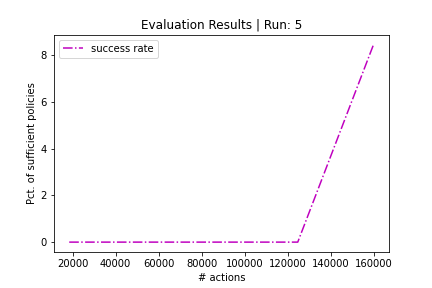 Evaluation Results | Run: 5
success rate
Pct. of sufficient policies
8
6
4
2
0
20000 40000 60000 80000 100000 120000 140000 160000
# actions